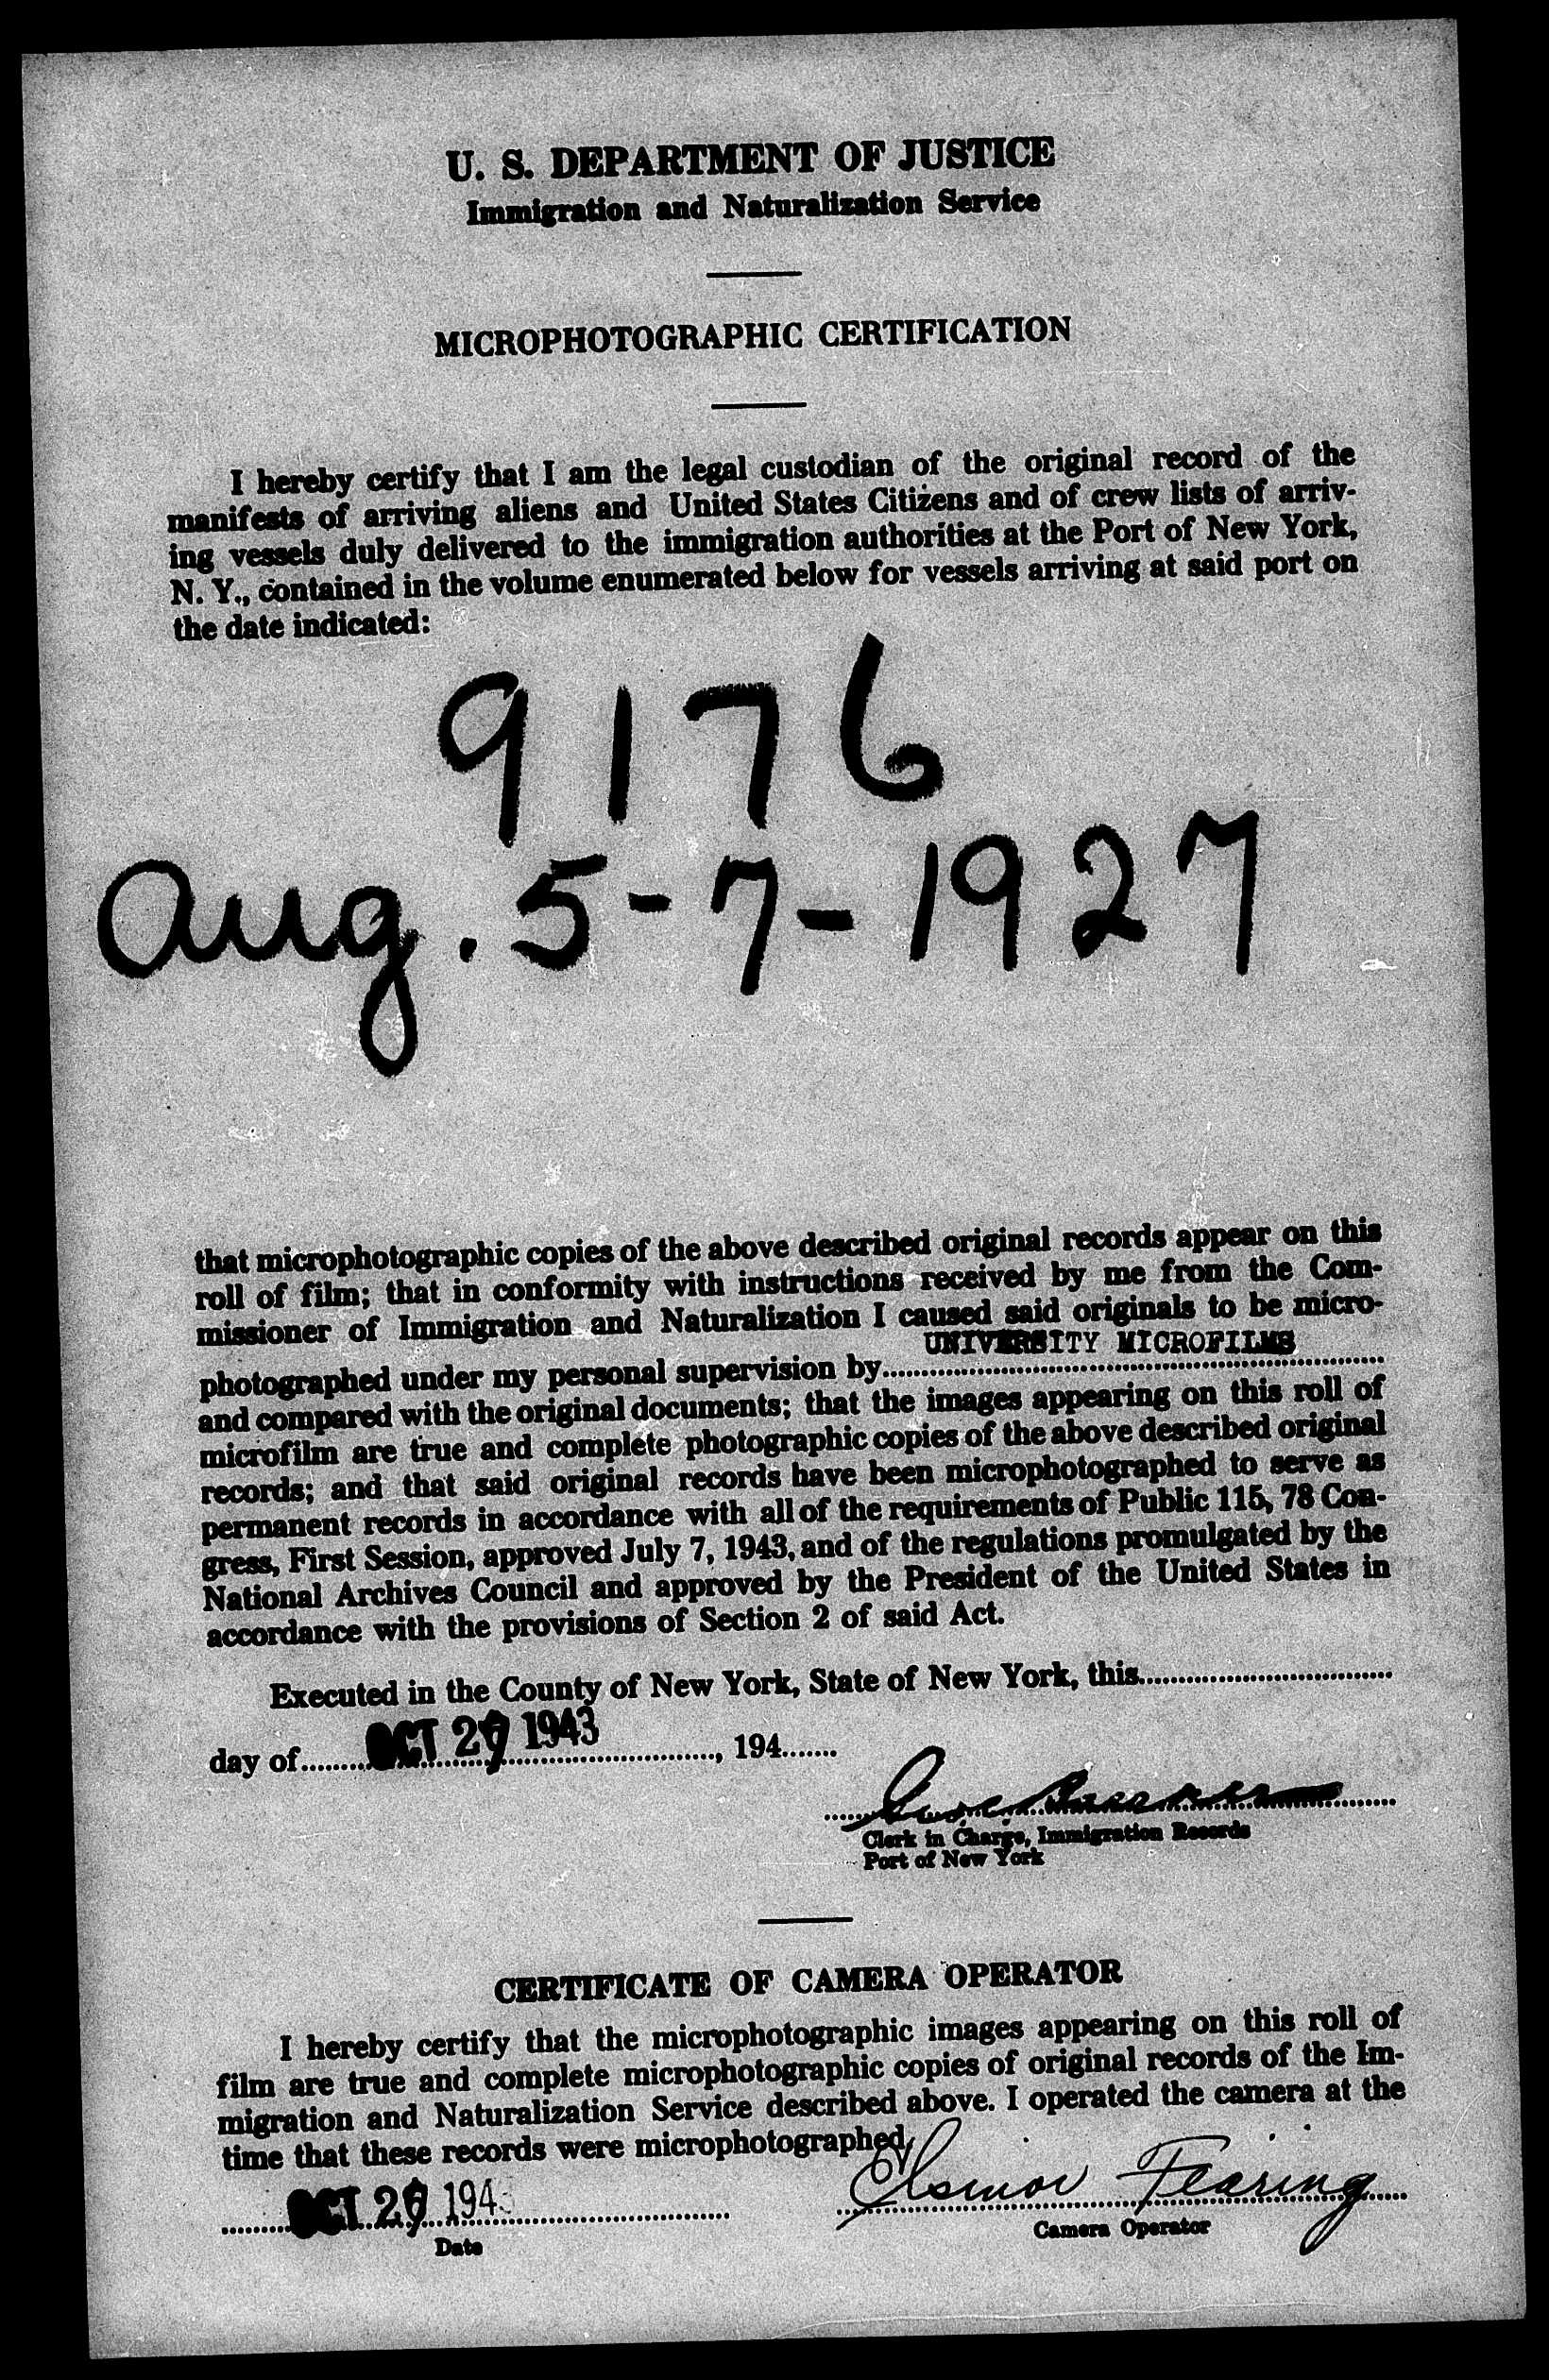 U. S. DEPARTMENT OF JUSTICE
Immigration and Naturalization Service
MICROPHOTOGRAPHIC CERTIFICATION
I hereby certify that I am the legal custodian of the original record of the
manifests of arriving aliens and United States Citizens and of crew lists of arriv-
ing vessels duly delivered to the immigration authorities at the Port of New York,
N. Y., contained in the volume enumerated below for vessels arriving at said port on
the date indicated:
9176
Aug. 5-7-1927
that microphotographic copies of the above described original records appear on this
roll of film; that in conformity with instructions received by me from the Com-
missioner of Immigration and Naturalization I caused said originals to be micro-
UNIVERSITY MICROFILMS
photographed under my personal supervision by
and compared with the original documents; that the images appearing on this roll of
microfilm are true and complete photographic copies of the above described original
records; and that said original records have been microphotographed to serve as
permanent records in accordance with all of the requirements of Public 115, 78 Con-
gress, First Session, approved July 7, 1943, and of the regulations promulgated by the
National Archives Council and approved by the President of the United States in
accordance with the provisions of Section 2 of said Act.
Executed in the County of New York, State of New York, this
day of OCT 1943, 194
Clerk in Charge, Immigration Records
Port of New York
CERTIFICATE OF CAMERA OPERATOR
I hereby certify that the microphotographic images appearing on this roll of
film are true and complete microphotographic copies of original records of the Im-
migration and Naturalization Service described above. I operated the camera at the
time that these records were microphotographed.
OCT 194 Fearing
Date Camera Operator